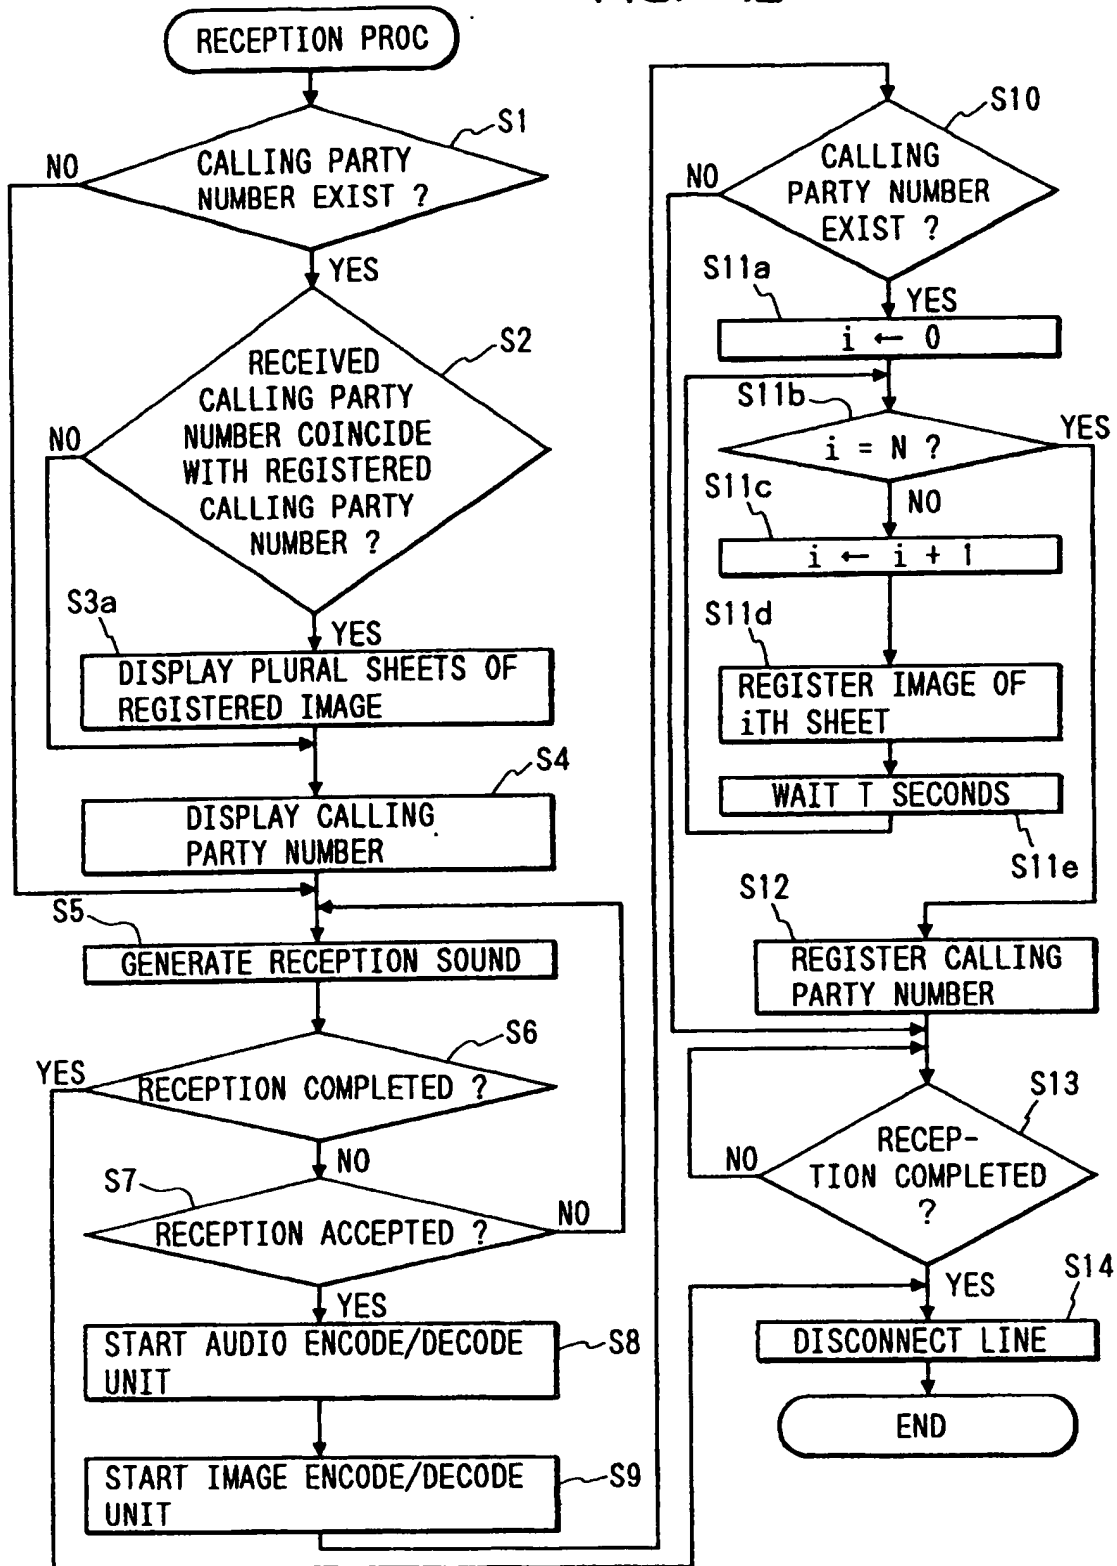 RECEPTION PROC
S1
CALLING PARTY
NUMBER EXIST ?
NO
YES
S2
RECEIVED
CALLING PARTY
NUMBER COINCIDE
WITH REGISTERED
CALLING PARTY
NUMBER ?
NO
YES
S3a
DISPLAY PLURAL SHEETS OF
REGISTERED IMAGE
S4
DISPLAY CALLING
PARTY NUMBER
S5
GENERATE RECEPTION SOUND
S6
YES
RECEPTION COMPLETED ?
NO
S7
RECEPTION ACCEPTED ?
NO
YES
START AUDIO ENCODE/DECODE
UNIT
S8
START IMAGE ENCODE/DECODE
UNIT
S9
S10
CALLING
PARTY NUMBER
EXIST ?
NO
YES
S11a
i ← 0
S11b
i = N ?
YES
NO
S11c
i ← i + 1
S11d
REGISTER IMAGE OF
iTH SHEET
WAIT T SECONDS
S11e
S12
REGISTER CALLING
PARTY NUMBER
S13
RECEP-
TION COMPLETED
?
NO
YES
S14
DISCONNECT LINE
END